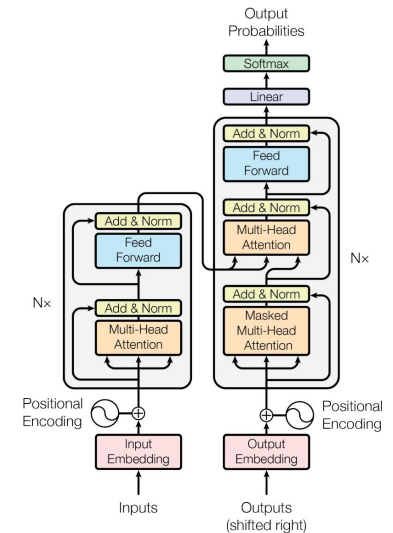 Output
Probabilities
Softmax
Linear
Add & Norm
Feed
Forward
Add & Norm
Multi-Head
Attention
Add & Norm
Masked
Multi-Head
Attention
Nx
Add & Norm
Feed
Forward
Add & Norm
Multi-Head
Attention
Nx
Positional
Encoding
Positional
Encoding
Input
Embedding
Output
Embedding
Inputs
Outputs
(shifted right)